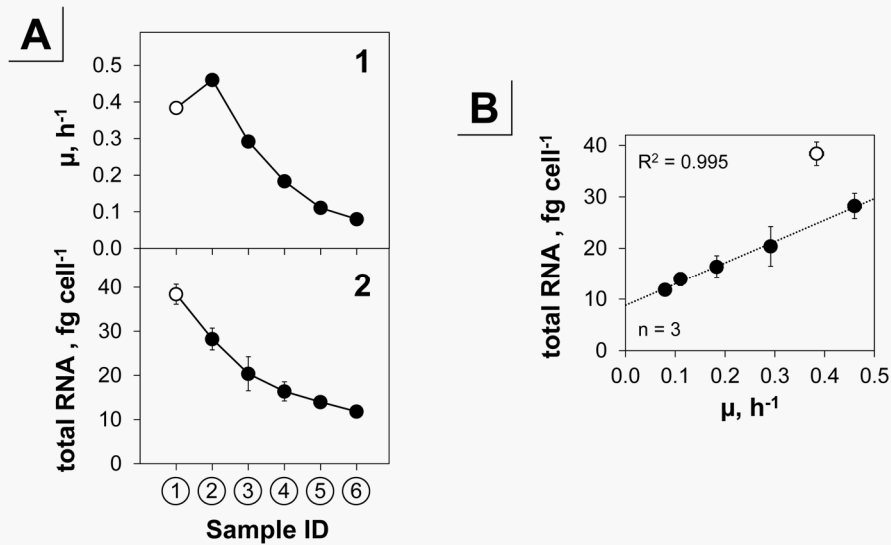 A
1
0.5
0.4
0.3
0.2
0.1
0.0
µ, h⁻¹
2
40
30
20
10
0
total RNA , fg cell⁻¹
① ② ③ ④ ⑤ ⑥
Sample ID
B
40
30
20
10
0
total RNA , fg cell⁻¹
R² = 0.995
n = 3
0.0 0.1 0.2 0.3 0.4 0.5
µ, h⁻¹